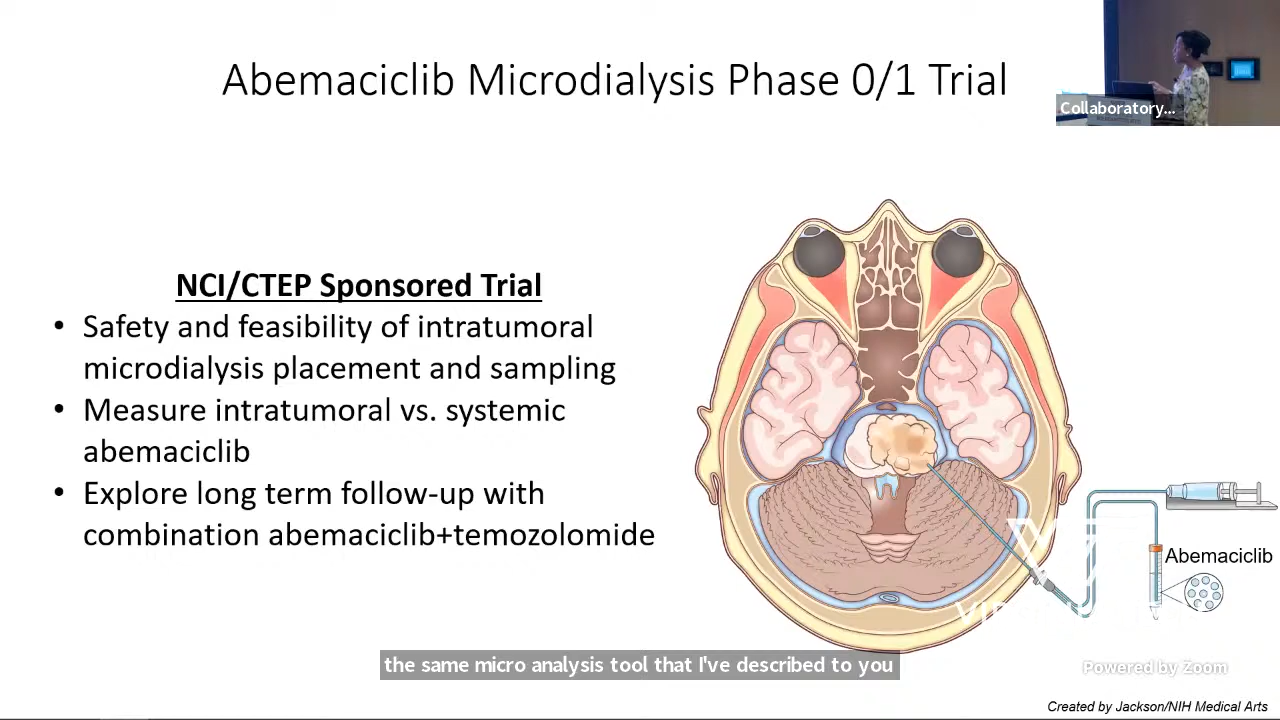 Abemaciclib Microdialysis Phase 0/1 Trial
Collaboratory...
NCI/CTEP Sponsored Trial
• Safety and feasibility of intratumoral
microdialysis placement and sampling
• Measure intratumoral vs. systemic
abemaciclib
• Explore long term follow-up with
combination abemaciclib+temozolomide
Abemaciclib
the same micro analysis tool that I've described to you
Powered by Zoom
Created by Jackson/NIH Medical Arts